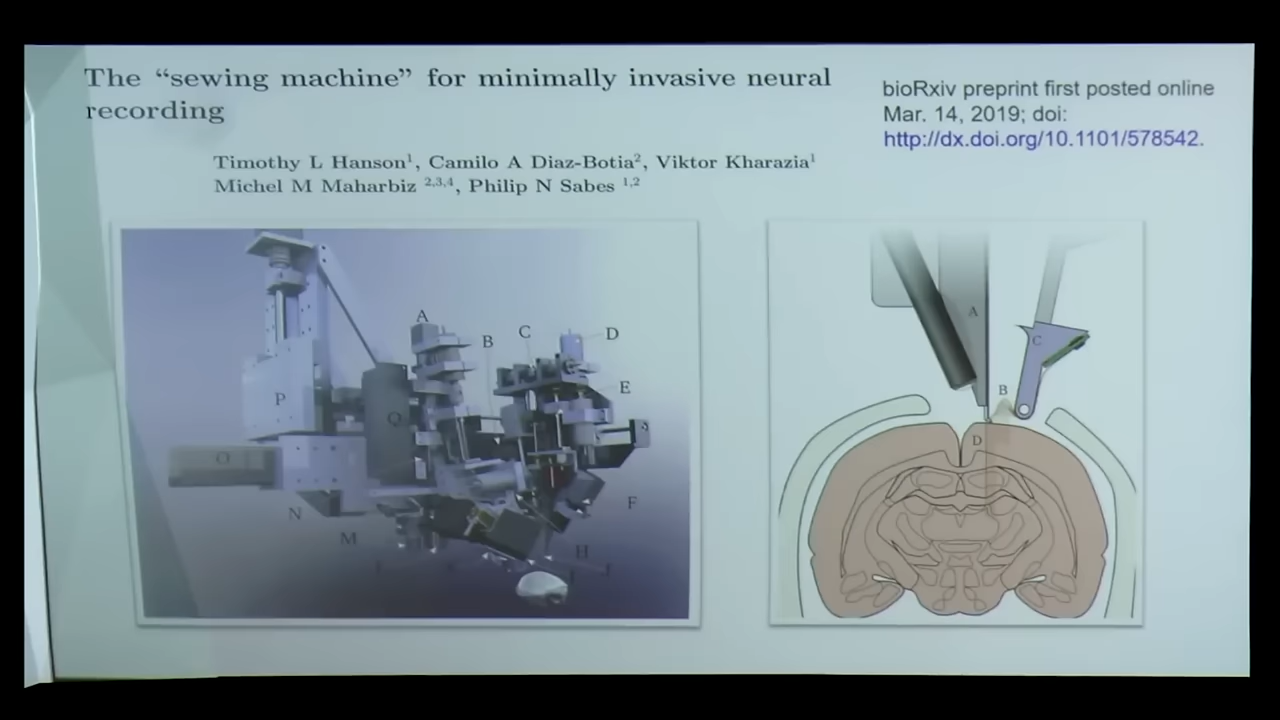 The “sewing machine” for minimally invasive neural
recording
bioRxiv preprint first posted online
Mar. 14, 2019; doi:
http://dx.doi.org/10.1101/578542.
Timothy L Hanson¹, Camilo A Diaz-Botia², Viktor Kharazia¹
Michel M Maharbiz ²,³,⁴, Philip N Sabes ¹,²
A
B
C
D
E
P
Q
O
F
N
M
H
A
C
B
D